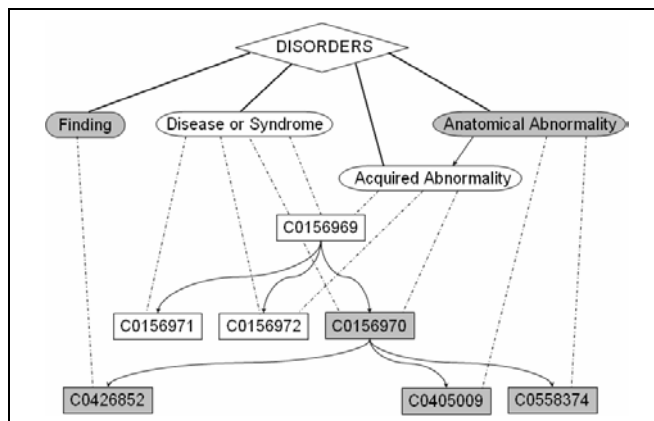 DISORDERS
Finding
Disease or Syndrome
Anatomical Abnormality
Acquired Abnormality
C0156969
C0156971
C0156972
C0156970
C0426852
C0405009
C0558374